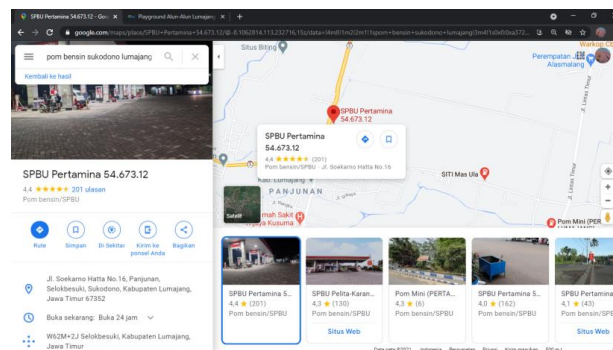 SPBU Pertamina 54.673.12 - Goo
Playground Alun-Alun Lumajang
google.com/maps/place/SPBU+Pertamina+54.673.12/
pom bensin sukodono lumajang
Kembali ke hasil
SPBU Pertamina 54.673.12
4,4 201 ulasan
Pom bensin/SPBU
Rute
Simpan
Di Sekitar
Kirim ke
ponsel Anda
Bagikan
Jl. Soekarno Hatta No.16, Panjunan,
Selokbesuki, Sukodono, Kabupaten Lumajang,
Jawa Timur 67352
Buka sekarang: Buka 24 jam
W62M+2J Selokbesuki, Kabupaten Lumajang,
Jawa Timur
Situs Biting
Warkop
Perempatan
Alasmalang
Jl. Lintas Timur
SPBU Pertamina
54.673.12
SPBU Pertamina
54.673.12
4,4 (201)
Pom bensin/SPBU · Jl. Soekarno Hatta No.16
Kab. Lumajang
PANJUNAN
SITI Mas Ula
Satelit
Wijaya Kusuma
Pom Mini (PER
SPBU Pertamina 5...
4,4 (201)
Pom bensin/SPBU
SPBU Pelita-Karan...
4,3 (130)
Pom bensin/SPBU
Situs Web
Pom Mini (PERTA...
4,3 (6)
Pom bensin/SPBU
SPBU Pertamina 5...
4,0 (162)
Pom bensin/SPBU
SPBU Pertamina
4,1 (43)
Pom bensin/SPB
Situs Web